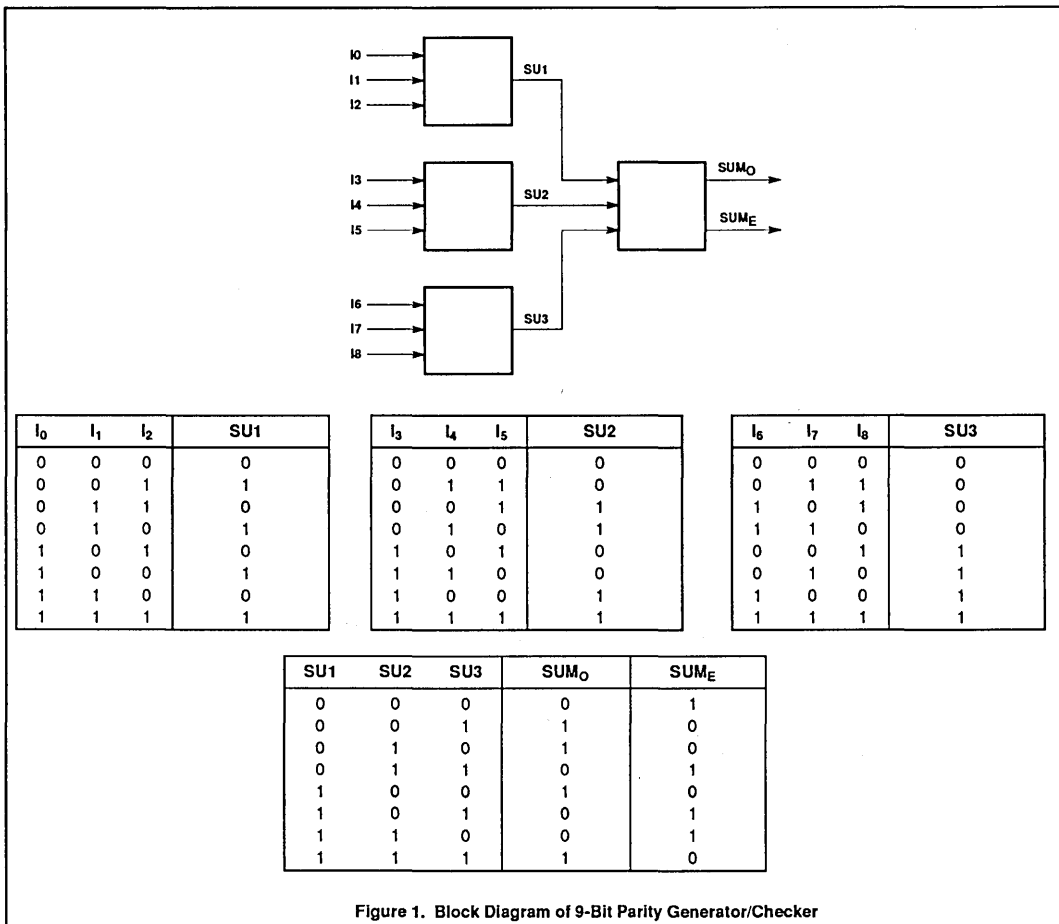 I0
I1
I2
SU1
I3
I4
I5
SU2
I6
I7
I8
SU3
SUMO
SUME
I0 I1 I2 SU1
0 0 0 0
0 0 1 1
0 1 1 0
0 1 0 1
1 0 1 0
1 0 0 1
1 1 0 0
1 1 1 1
I3 I4 I5 SU2
0 0 0 0
0 1 1 0
0 0 1 1
0 1 0 1
1 0 1 0
1 1 0 0
1 0 0 1
1 1 1 1
I6 I7 I8 SU3
0 0 0 0
0 1 1 0
1 0 1 0
1 1 0 0
0 0 1 1
0 1 0 1
1 0 0 1
1 1 1 1
SU1 SU2 SU3 SUMO SUME
0 0 0 0 1
0 0 1 1 0
0 1 0 1 0
0 1 1 0 1
1 0 0 1 0
1 0 1 0 1
1 1 0 0 1
1 1 1 1 0
Figure 1. Block Diagram of 9-Bit Parity Generator/Checker